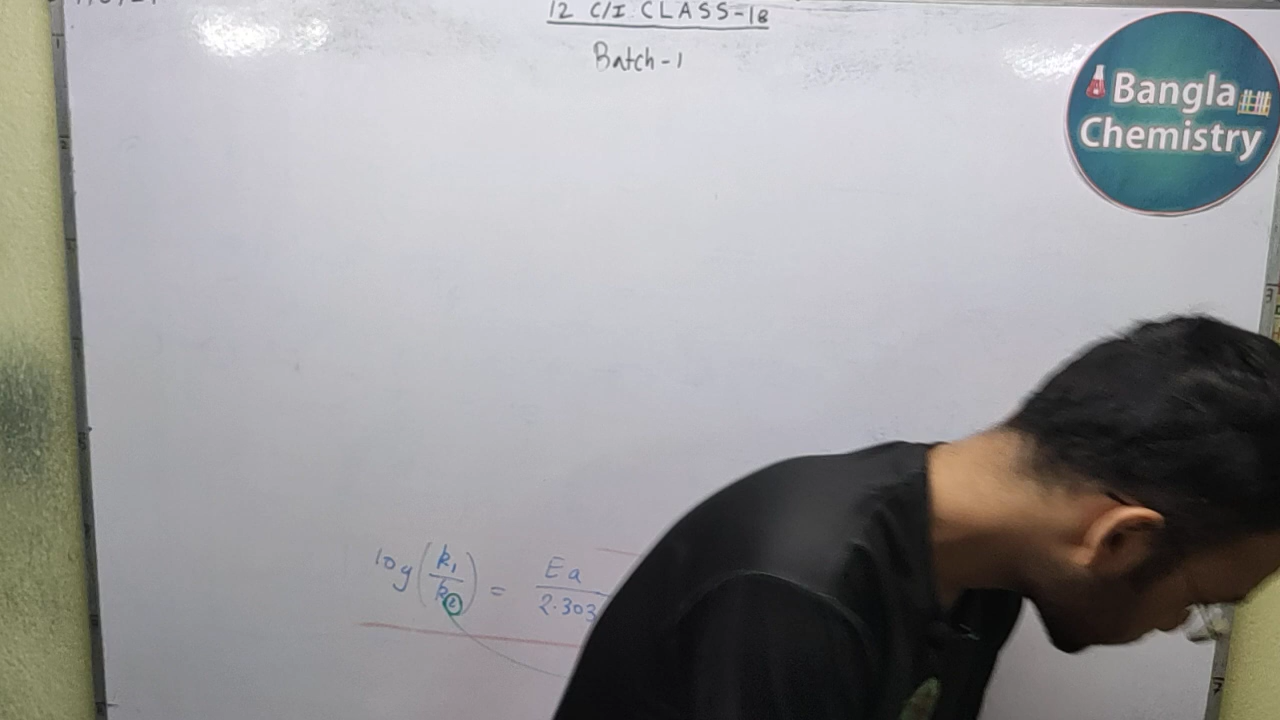 12 C/I CLASS-18
Batch-1
Bangla
Chemistry
log(k1/k2) = Ea/2.303